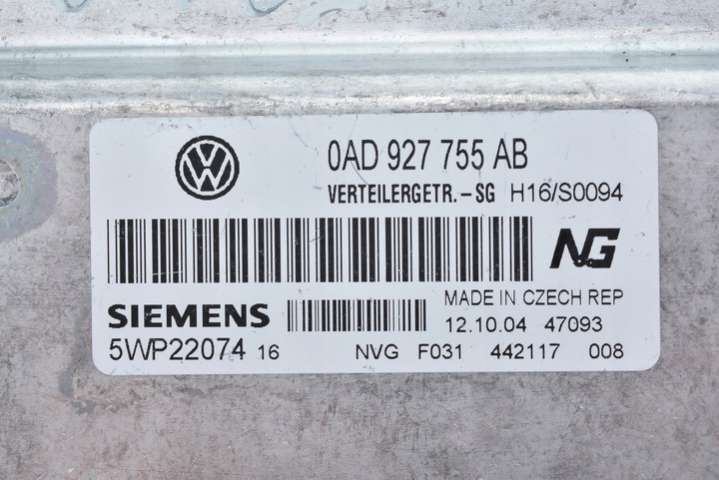 0AD 927 755 AB
VERTEILERGETR.-SG H16/S0094
NG
SIEMENS
MADE IN CZECH REP
12.10.04 47093
5WP22074 16 NVG F031 442117 008